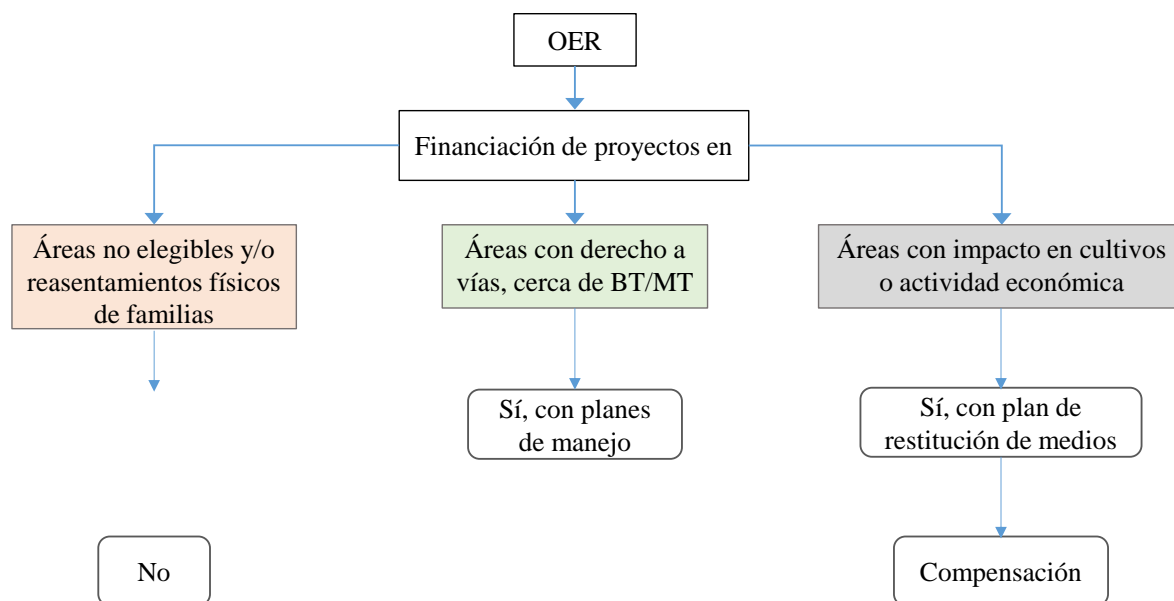 OER
Financiación de proyectos en
Áreas no elegibles y/o
reasentamientos físicos
de familias
Áreas con derecho a
vías, cerca de BT/MT
Áreas con impacto en cultivos
o actividad económica
Sí, con planes
de manejo
Sí, con plan de
restitución de medios
No
Compensación